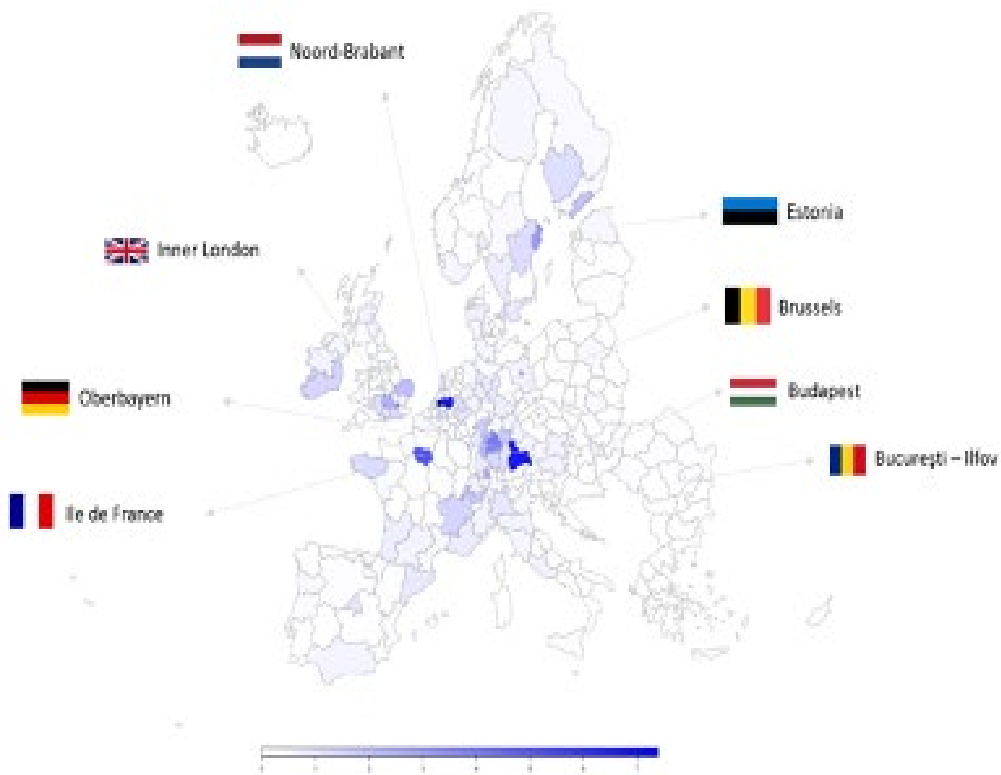 Noord-Brabant
Inner London
Estonia
Brussels
Oberbayern
Budapest
București – Ilfov
Ile de France